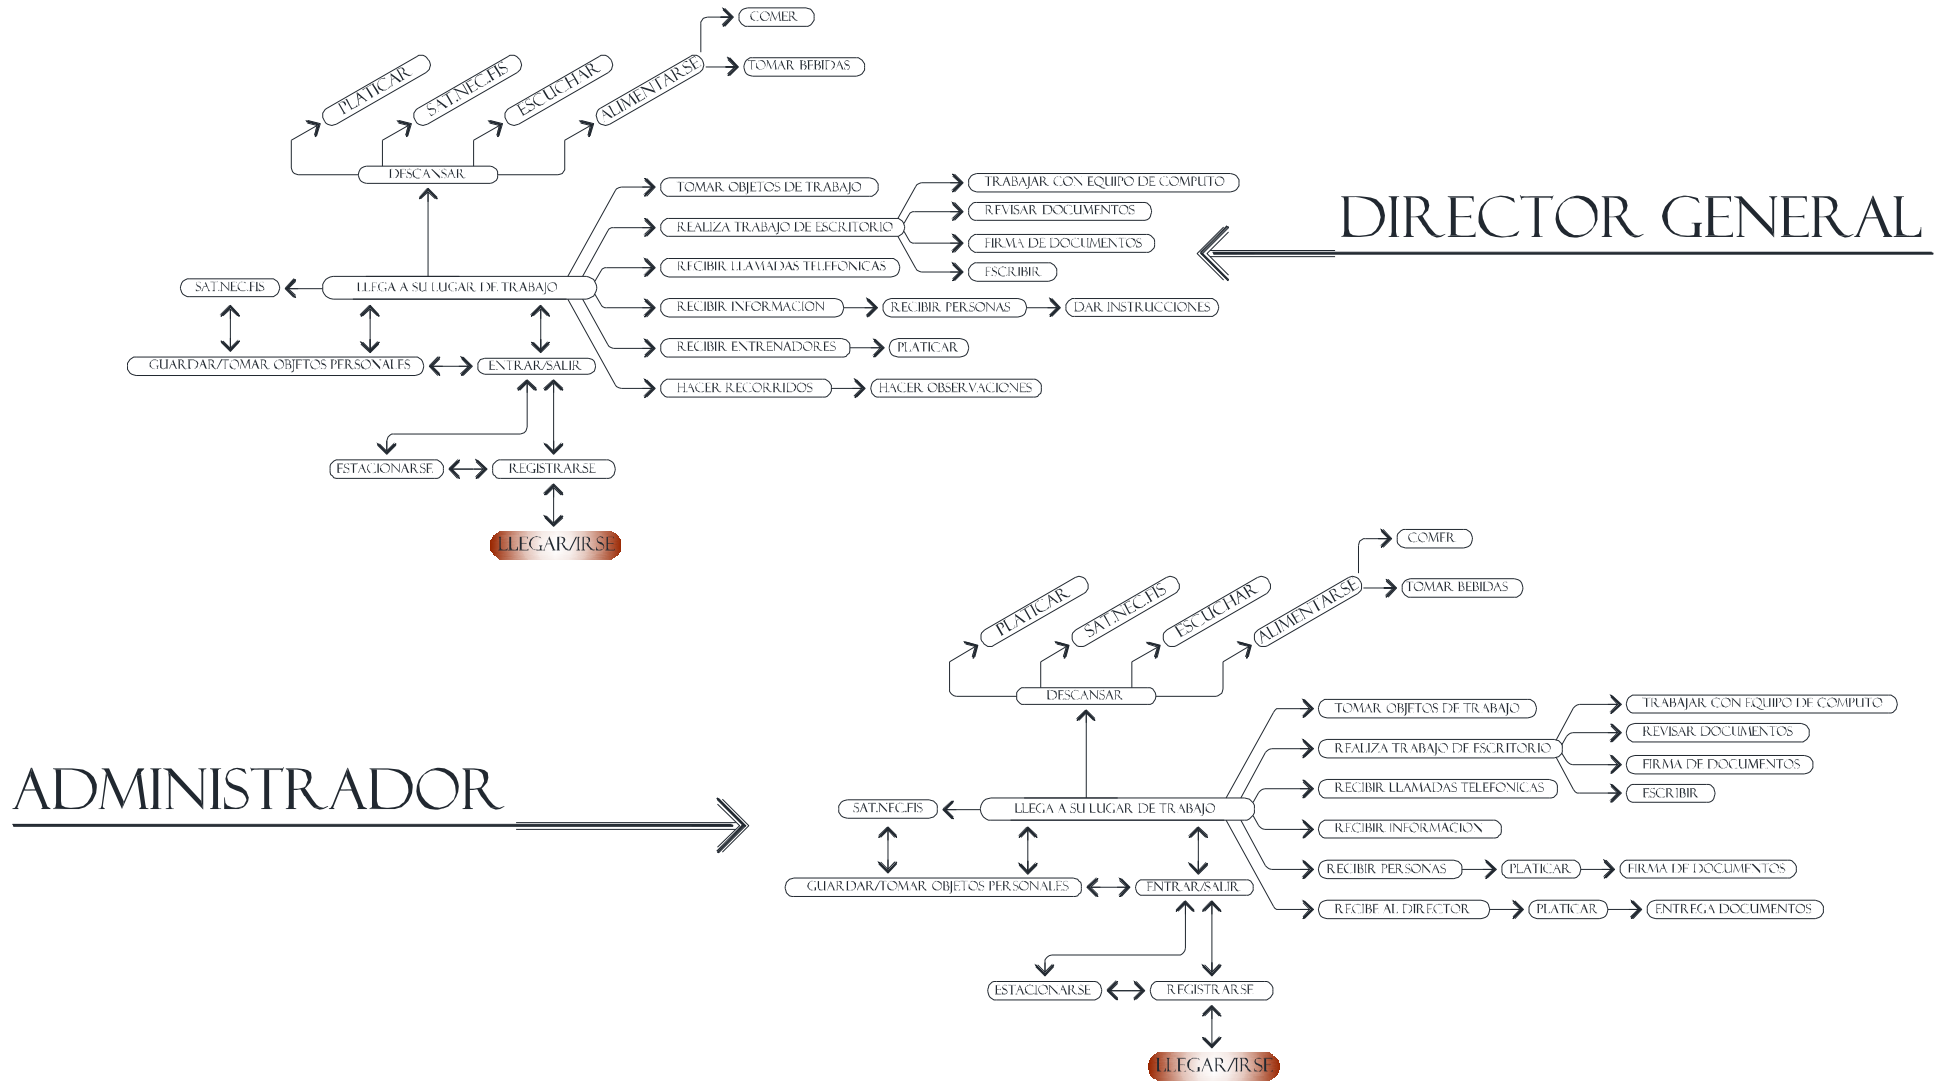 COMER
TOMAR BEBIDAS
PLATICAR
SAT.NEC.FIS
ESCUCHAR
ALIMENTARSE
DESCANSAR
TOMAR OBJETOS DE TRABAJO
REALIZA TRABAJO DE ESCRITORIO
TRABAJAR CON EQUIPO DE COMPUTO
REVISAR DOCUMENTOS
FIRMA DE DOCUMENTOS
ESCRIBIR
DIRECTOR GENERAL
RECIBIR LLAMADAS TELEFONICAS
SAT.NEC.FIS
LLEGA A SU LUGAR DE TRABAJO
RECIBIR INFORMACION
RECIBIR PERSONAS
DAR INSTRUCCIONES
RECIBIR ENTRENADORES
PLATICAR
GUARDAR/TOMAR OBJETOS PERSONALES
ENTRAR/SALIR
HACER RECORRIDOS
HACER OBSERVACIONES
ESTACIONARSE
REGISTRARSE
LLEGAR/IRSE
COMER
TOMAR BEBIDAS
PLATICAR
SAT.NEC.FIS
ESCUCHAR
ALIMENTARSE
DESCANSAR
TOMAR OBJETOS DE TRABAJO
REALIZA TRABAJO DE ESCRITORIO
TRABAJAR CON EQUIPO DE COMPUTO
REVISAR DOCUMENTOS
FIRMA DE DOCUMENTOS
ESCRIBIR
ADMINISTRADOR
RECIBIR LLAMADAS TELEFONICAS
SAT.NEC.FIS
LLEGA A SU LUGAR DE TRABAJO
RECIBIR INFORMACION
RECIBIR PERSONAS
PLATICAR
FIRMA DE DOCUMENTOS
GUARDAR/TOMAR OBJETOS PERSONALES
ENTRAR/SALIR
RECIBE AL DIRECTOR
PLATICAR
ENTREGA DOCUMENTOS
ESTACIONARSE
REGISTRARSE
LLEGAR/IRSE